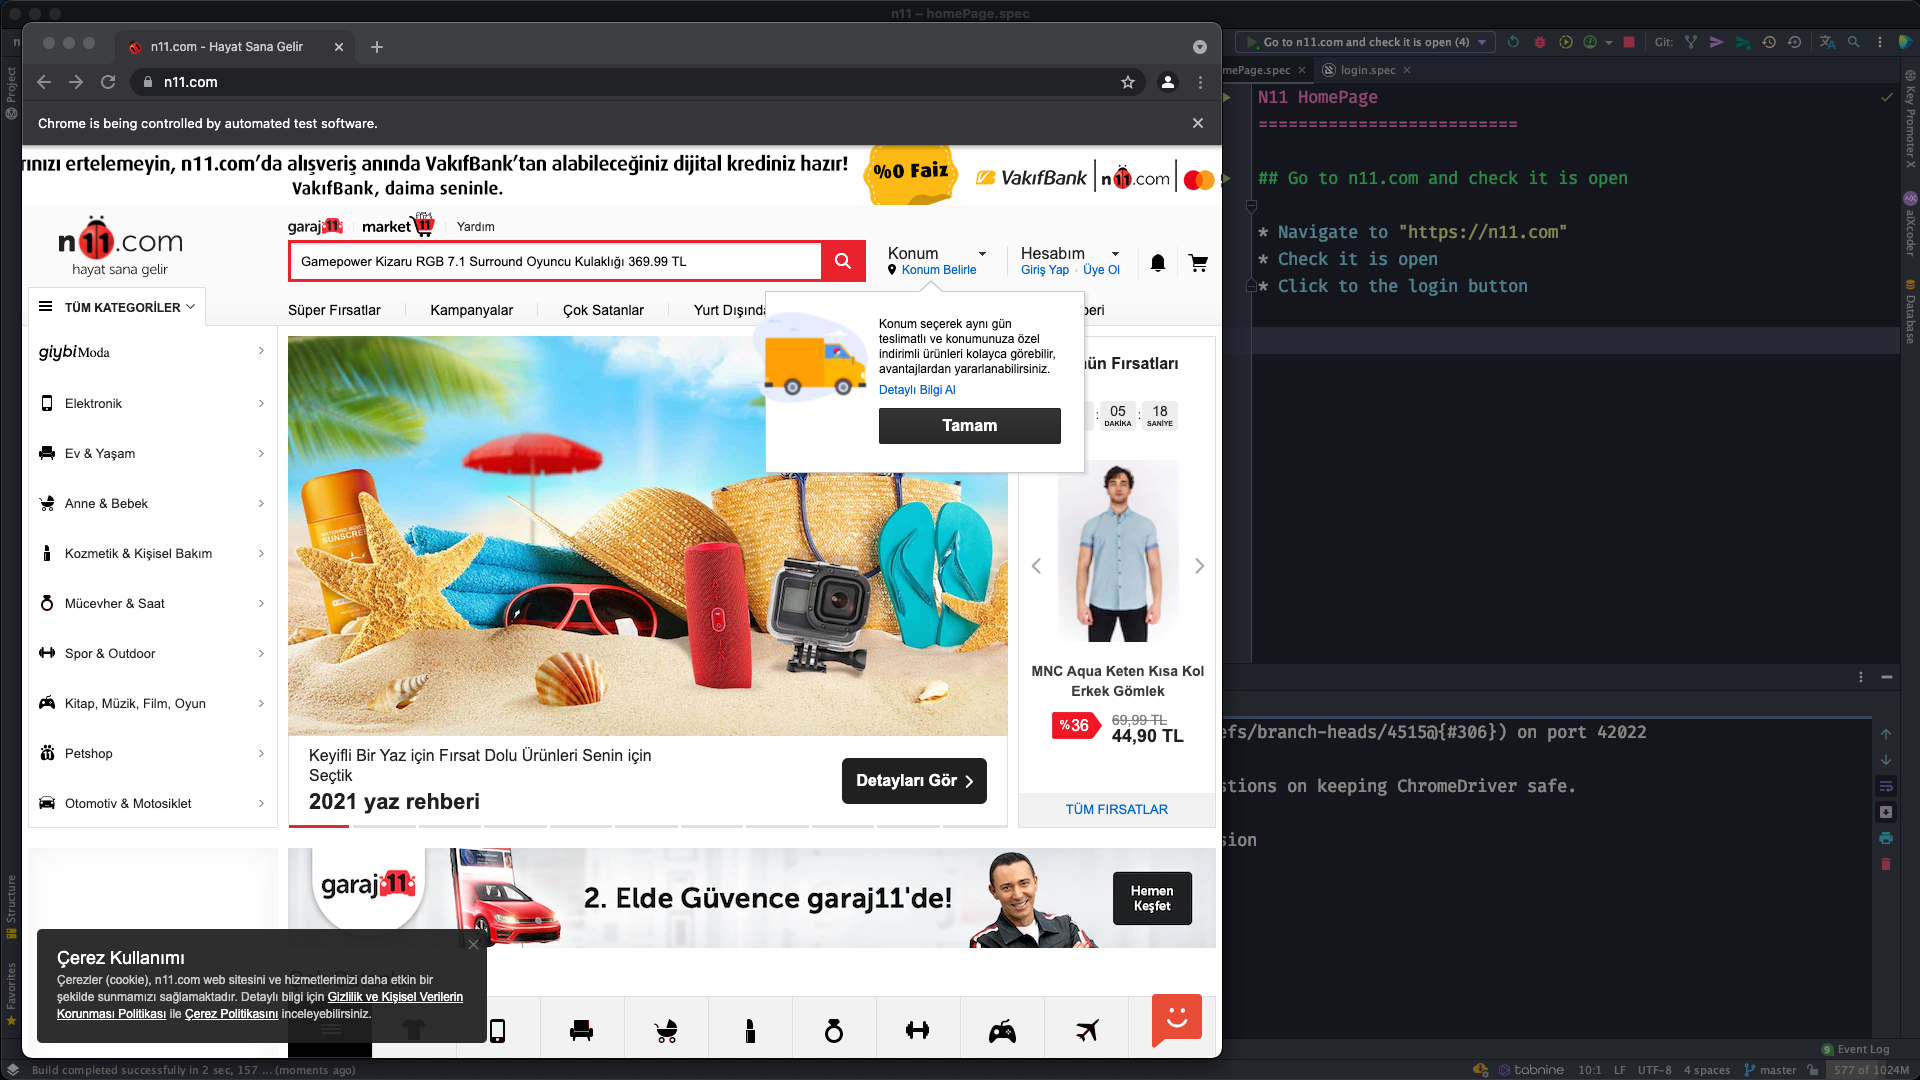 n11 – homePage.spec
n11.com - Hayat Sana Gelir
n11.com
Chrome is being controlled by automated test software.
rınızı ertelemeyin, n11.com'da alışveriş anında VakıfBank'tan alabileceğiniz dijital krediniz hazır!
VakıfBank, daima seninle.
%0 Faiz
VakıfBank
n11.com
n11.com
hayat sana gelir
garaj11
market11
Yardım
Gamepower Kizaru RGB 7.1 Surround Oyuncu Kulaklığı 369.99 TL
Konum
Konum Belirle
Hesabım
Giriş Yap · Üye Ol
TÜM KATEGORİLER
Süper Fırsatlar
Kampanyalar
Çok Satanlar
Yurt Dışında
beri
giybiModa
Elektronik
Ev & Yaşam
Anne & Bebek
Kozmetik & Kişisel Bakım
Mücevher & Saat
Spor & Outdoor
Kitap, Müzik, Film, Oyun
Petshop
Otomotiv & Motosiklet
Konum seçerek aynı gün
teslimatlı ve konumunuza özel
indirimli ürünleri kolayca görebilir,
avantajlardan yararlanabilirsiniz.
Detaylı Bilgi Al
Tamam
ün Fırsatları
: 05 : 18
DAKİKA SANİYE
SUNSCREEN
MNC Aqua Keten Kısa Kol
Erkek Gömlek
%36
69,99 TL
44,90 TL
TÜM FIRSATLAR
Keyifli Bir Yaz için Fırsat Dolu Ürünleri Senin için
Seçtik
2021 yaz rehberi
Detayları Gör
garaj11
2. Elde Güvence garaj11'de!
Hemen
Keşfet
Çerez Kullanımı
Çerezler (cookie), n11.com web sitesini ve hizmetlerimizi daha etkin bir
şekilde sunmamızı sağlamaktadır. Detaylı bilgi için Gizlilik ve Kişisel Verilerin
Korunması Politikası ile Çerez Politikasını inceleyebilirsiniz.
n
Project
Structure
Favorites
Go to n11.com and check it is open (4)
Git:
mePage.spec
login.spec
N11 HomePage
==========================
## Go to n11.com and check it is open
* Navigate to "https://n11.com"
* Check it is open
* Click to the login button
Key Promoter X
aiXcoder
Database
efs/branch-heads/4515@{#306}) on port 42022
stions on keeping ChromeDriver safe.
sion
9 Event Log
Build completed successfully in 2 sec, 157 ... (moments ago)
tabnine
10:1
LF
UTF-8
4 spaces
master
577 of 1024M